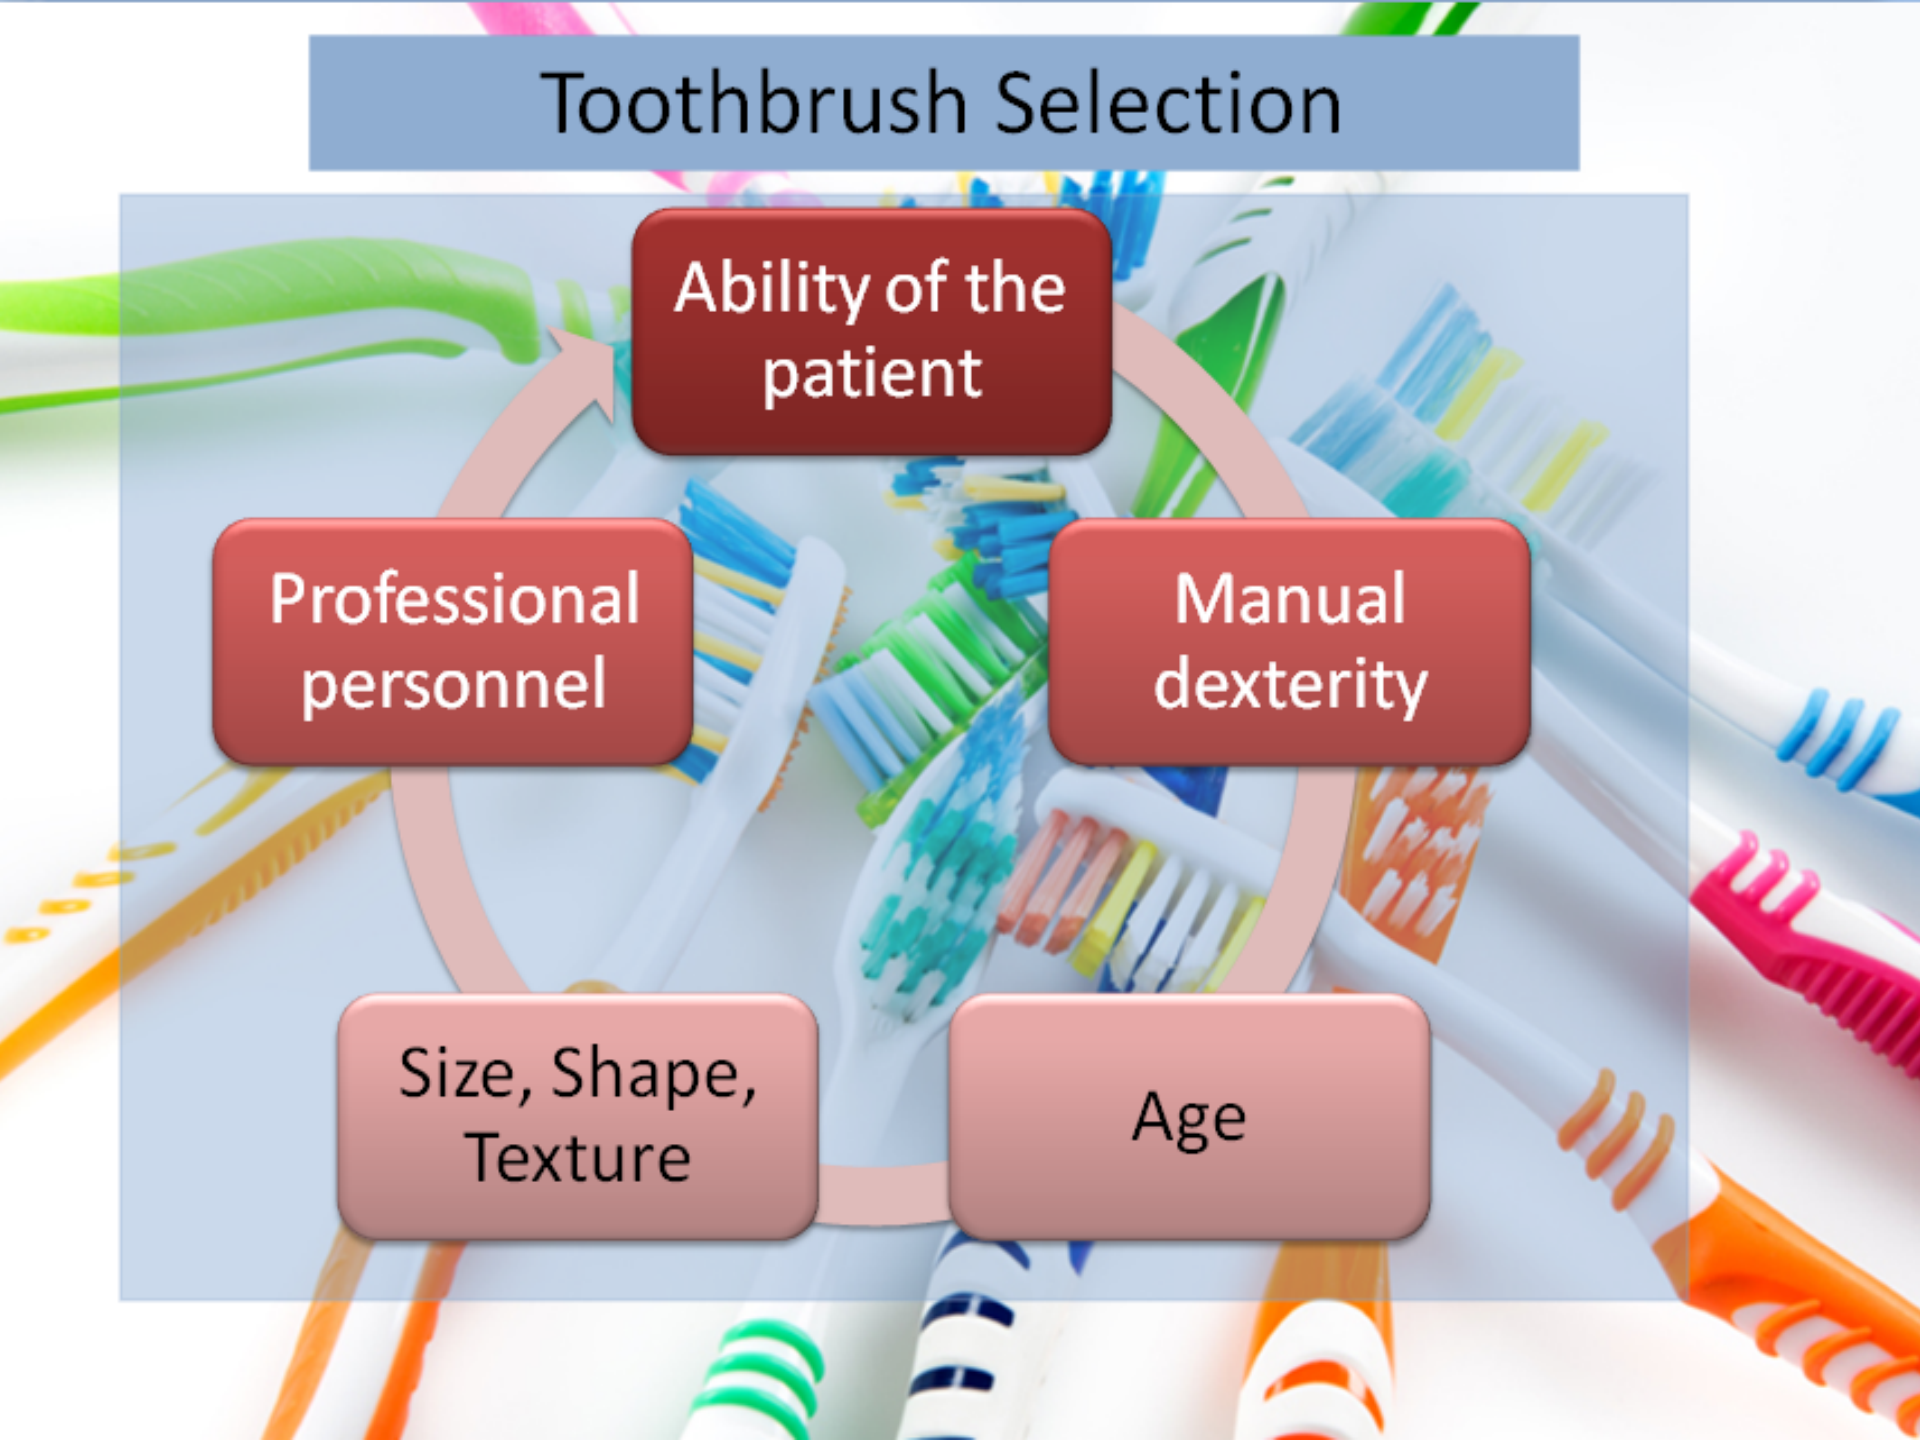 Toothbrush Selection
Ability of the
patient
Manual
dexterity
Age
Size, Shape,
Texture
Professional
personnel